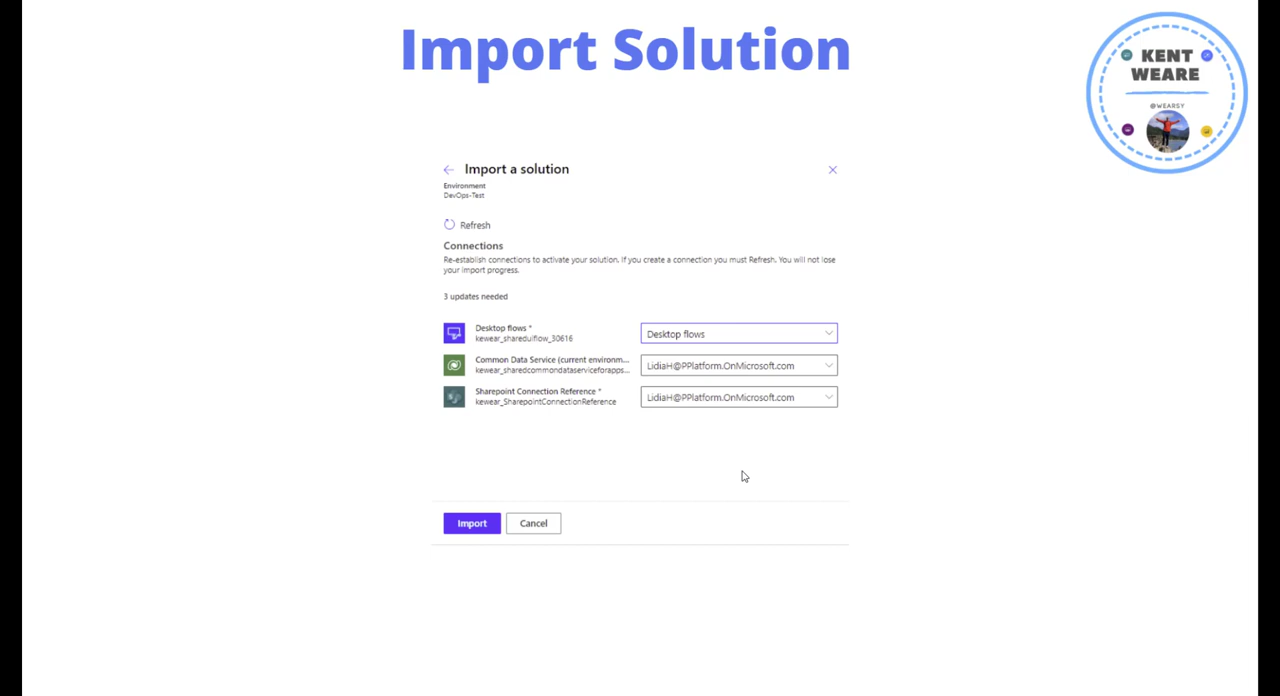 Import Solution
KENT
WEARE
@WEARSY
Import a solution
Environment
DevOps-Test
Refresh
Connections
Re-establish connections to activate your solution. If you create a connection you must Refresh. You will not lose
your import progress.
3 updates needed
Desktop flows *
kewear_shareduiflow_30616
Desktop flows
Common Data Service (current environm...
kewear_sharedcommondataserviceforapps...
LidiaH@PPlatform.OnMicrosoft.com
Sharepoint Connection Reference *
kewear_SharepointConnectionReference
LidiaH@PPlatform.OnMicrosoft.com
Import
Cancel